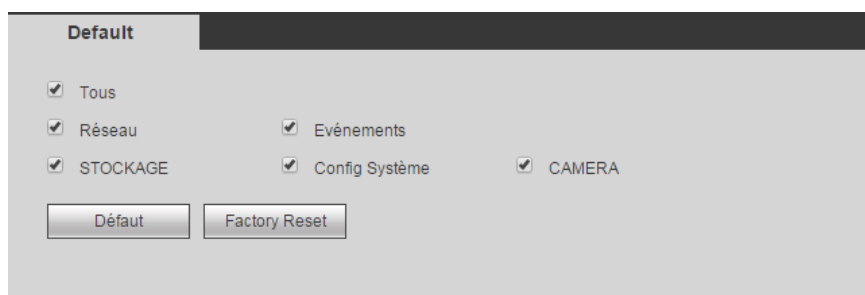 Default
Tous
Réseau Evénements
STOCKAGE Config Système CAMERA
Défaut Factory Reset